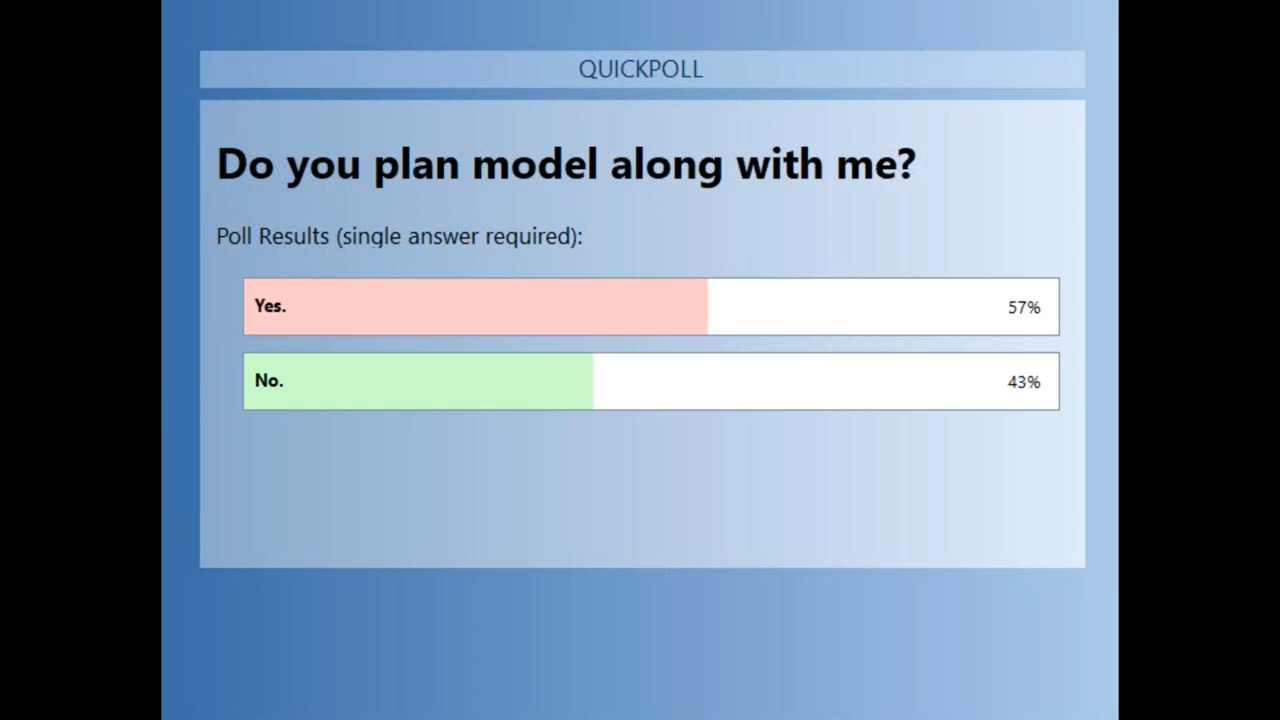 QUICKPOLL
Do you plan model along with me?
Poll Results (single answer required):
Yes. 57%
No. 43%